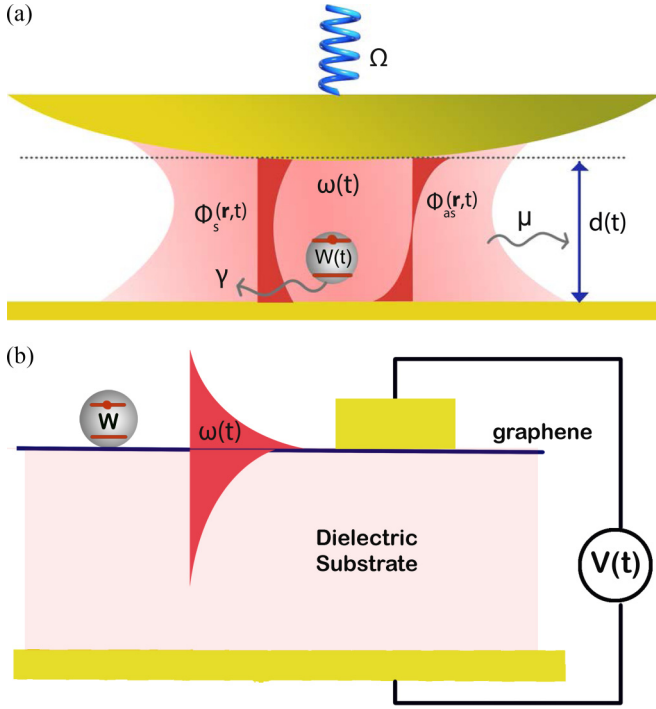 (a)
Ω
ω(t)
Φs(r,t)
Φas(r,t)
μ
d(t)
W(t)
γ
(b)
W
ω(t)
graphene
Dielectric
Substrate
V(t)